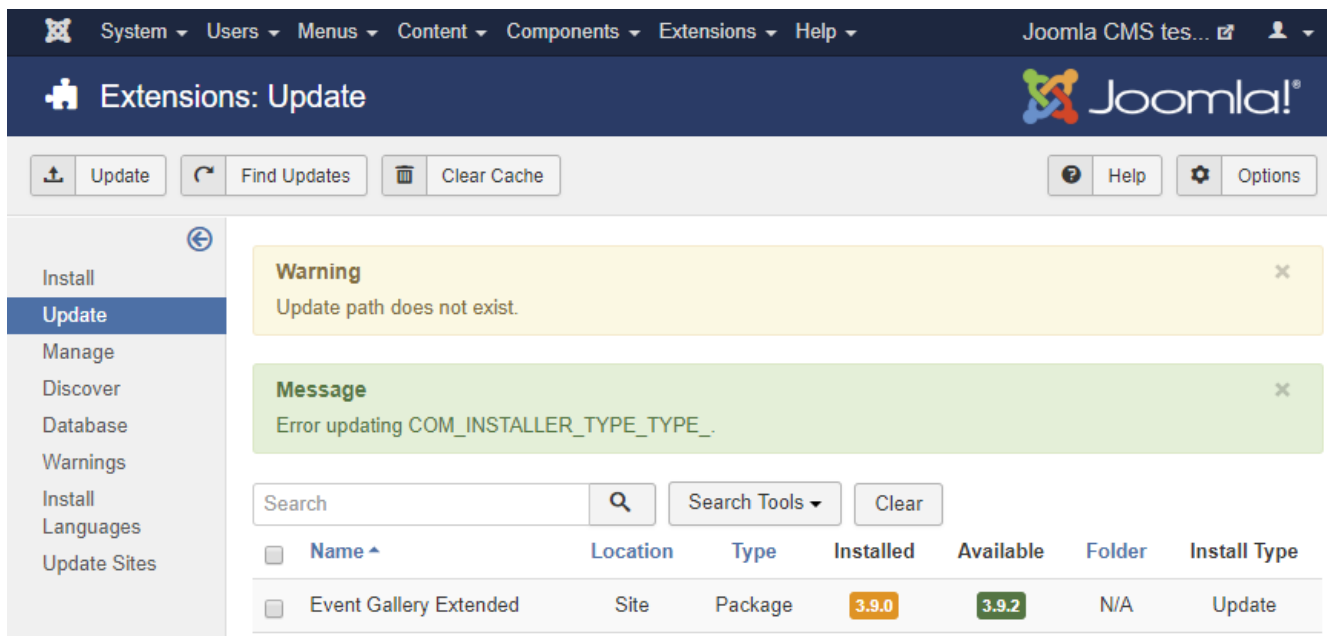 System Users Menus Content Components Extensions Help Joomla CMS tes...
Extensions: Update Joomla!®
Update Find Updates Clear Cache Help Options
Install
Update
Manage
Discover
Database
Warnings
Install
Languages
Update Sites
Warning ×
Update path does not exist.
Message ×
Error updating COM_INSTALLER_TYPE_TYPE_.
Search Search Tools Clear
Name Location Type Installed Available Folder Install Type
Event Gallery Extended Site Package 3.9.0 3.9.2 N/A Update